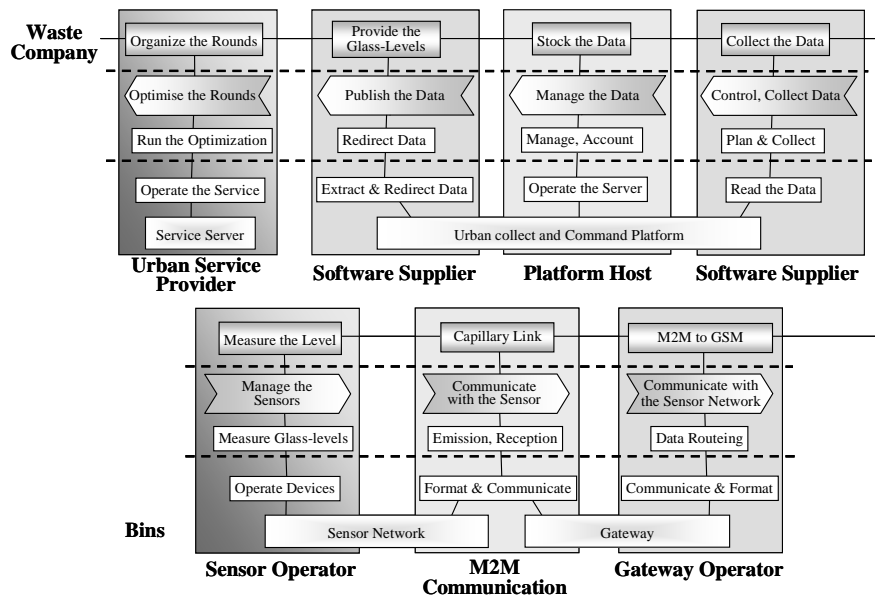 Waste
Company
Organize the Rounds
Provide the
Glass-Levels
Stock the Data
Collect the Data
Optimise the Rounds
Publish the Data
Manage the Data
Control, Collect Data
Run the Optimization
Redirect Data
Manage, Account
Plan & Collect
Operate the Service
Extract & Redirect Data
Operate the Server
Read the Data
Service Server
Urban collect and Command Platform
Urban Service
Provider
Software Supplier
Platform Host
Software Supplier
Measure the Level
Capillary Link
M2M to GSM
Manage the
Sensors
Communicate
with the Sensor
Communicate with
the Sensor Network
Measure Glass-levels
Emission, Reception
Data Routeing
Operate Devices
Format & Communicate
Communicate & Format
Bins
Sensor Network
Gateway
Sensor Operator
M2M
Communication
Gateway Operator